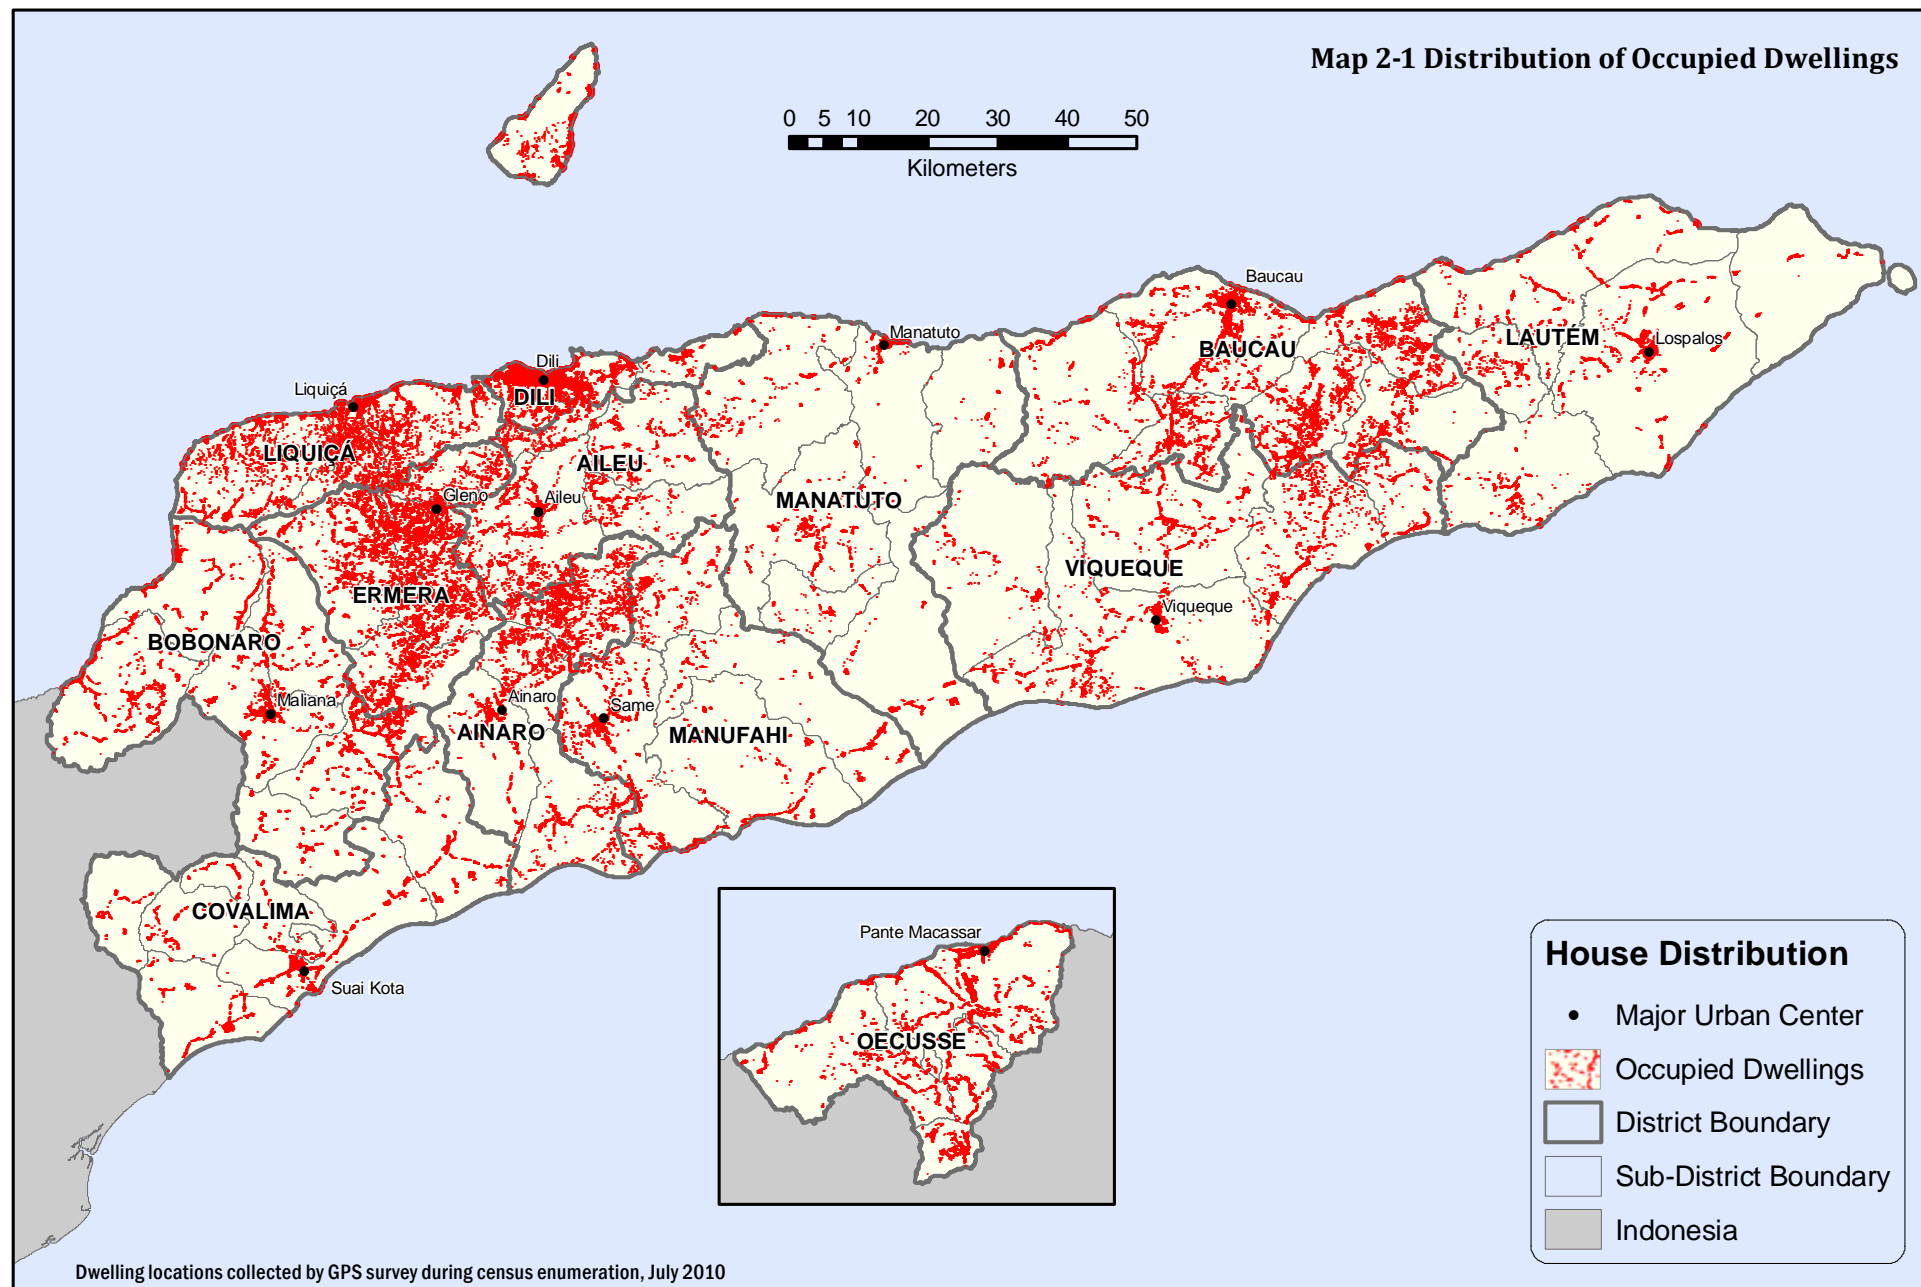 Map 2-1 Distribution of Occupied Dwellings
0 5 10 20 30 40 50
Kilometers
Baucau
Manatuto
Dili
BAUCAU
LAUTÉM
Lospalos
Liquiçá
DILI
LIQUIÇÁ
AILEU
Gleno
Aileu
MANATUTO
VIQUEQUE
ERMERA
Viqueque
BOBONARO
Maliana
Ainaro
Same
AINARO
MANUFAHI
COVALIMA
Suai Kota
Pante Macassar
OECUSSE
House Distribution
Major Urban Center
Occupied Dwellings
District Boundary
Sub-District Boundary
Indonesia
Dwelling locations collected by GPS survey during census enumeration, July 2010